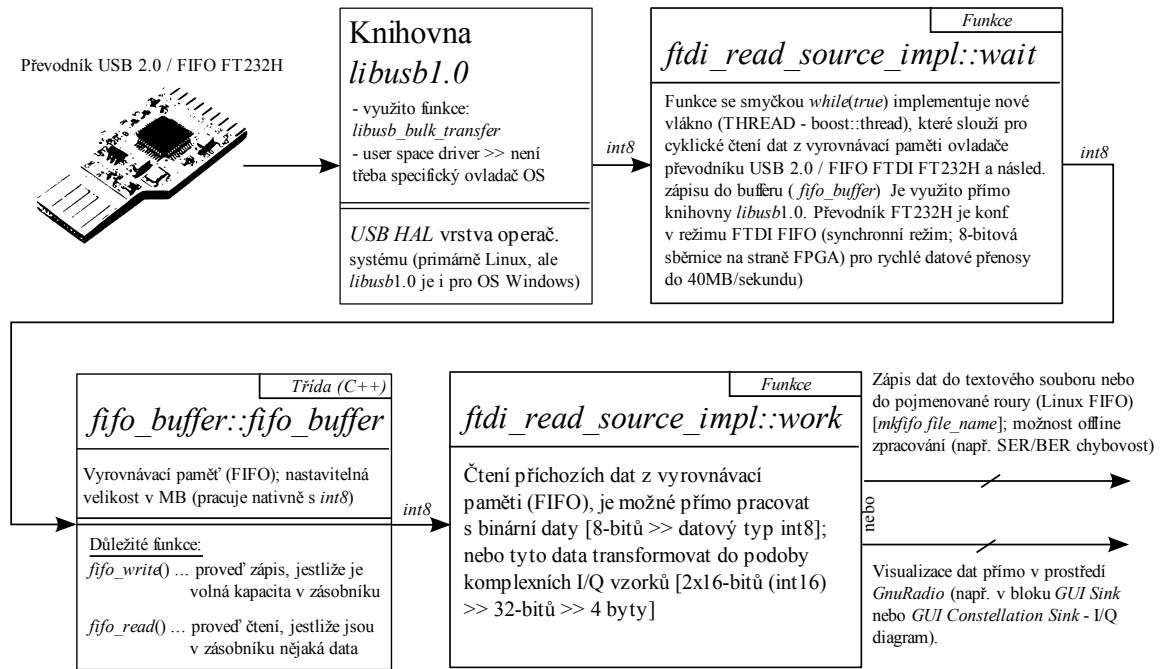 Převodník USB 2.0 / FIFO FT232H
Knihovna
libusb1.0
- využito funkce:
libusb_bulk_transfer
- user space driver >> není
třeba specifický ovladač OS
USB HAL vrstva operač.
systému (primárně Linux, ale
libusb1.0 je i pro OS Windows)
int8
Funkce
ftdi_read_source_impl::wait
Funkce se smyčkou while(true) implementuje nové
vlákno (THREAD - boost::thread), které slouží pro
cyklické čtení dat z vyrovnávací paměti ovladače
převodníku USB 2.0 / FIFO FTDI FT232H a násled.
zápisu do bufferu ( fifo_buffer) Je využito přímo
knihovny libusb1.0. Převodník FT232H je konf.
v režimu FTDI FIFO (synchronní režim; 8-bitová
sběrnice na straně FPGA) pro rychlé datové přenosy
do 40MB/sekundu)
int8
Třída (C++)
fifo_buffer::fifo_buffer
Vyrovnávací paměť (FIFO); nastavitelná
velikost v MB (pracuje nativně s int8)
Důležité funkce:
fifo_write() ... proveď zápis, jestliže je
volná kapacita v zásobníku
fifo_read() ... proveď čtení, jestliže jsou
v zásobníku nějaká data
int8
Funkce
ftdi_read_source_impl::work
Čtení příchozích dat z vyrovnávací
paměti (FIFO), je možné přímo pracovat
s binární daty [8-bitů >> datový typ int8];
nebo tyto data transformovat do podoby
komplexních I/Q vzorků [2x16-bitů (int16)
>> 32-bitů >> 4 byty]
Zápis dat do textového souboru nebo
do pojmenované roury (Linux FIFO)
[mkfifo file_name]; možnost offline
zpracování (např. SER/BER chybovost)
nebo
Visualizace dat přímo v prostředí
GnuRadio (např. v bloku GUI Sink
nebo GUI Constellation Sink - I/Q
diagram).